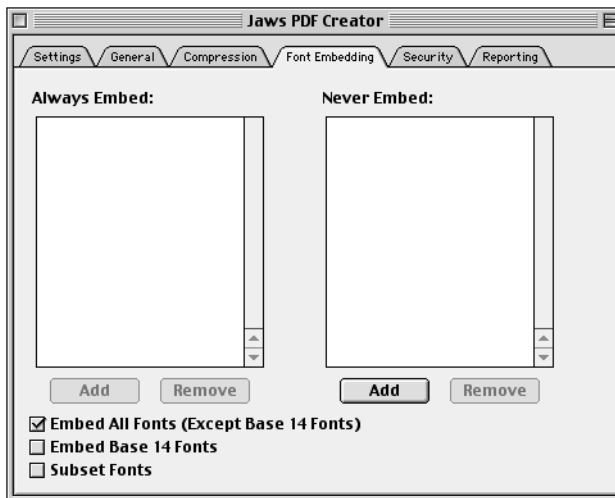 Jaws PDF Creator
Settings General Compression Font Embedding Security Reporting
Always Embed: Never Embed:
Add Remove Add Remove
Embed All Fonts (Except Base 14 Fonts)
Embed Base 14 Fonts
Subset Fonts